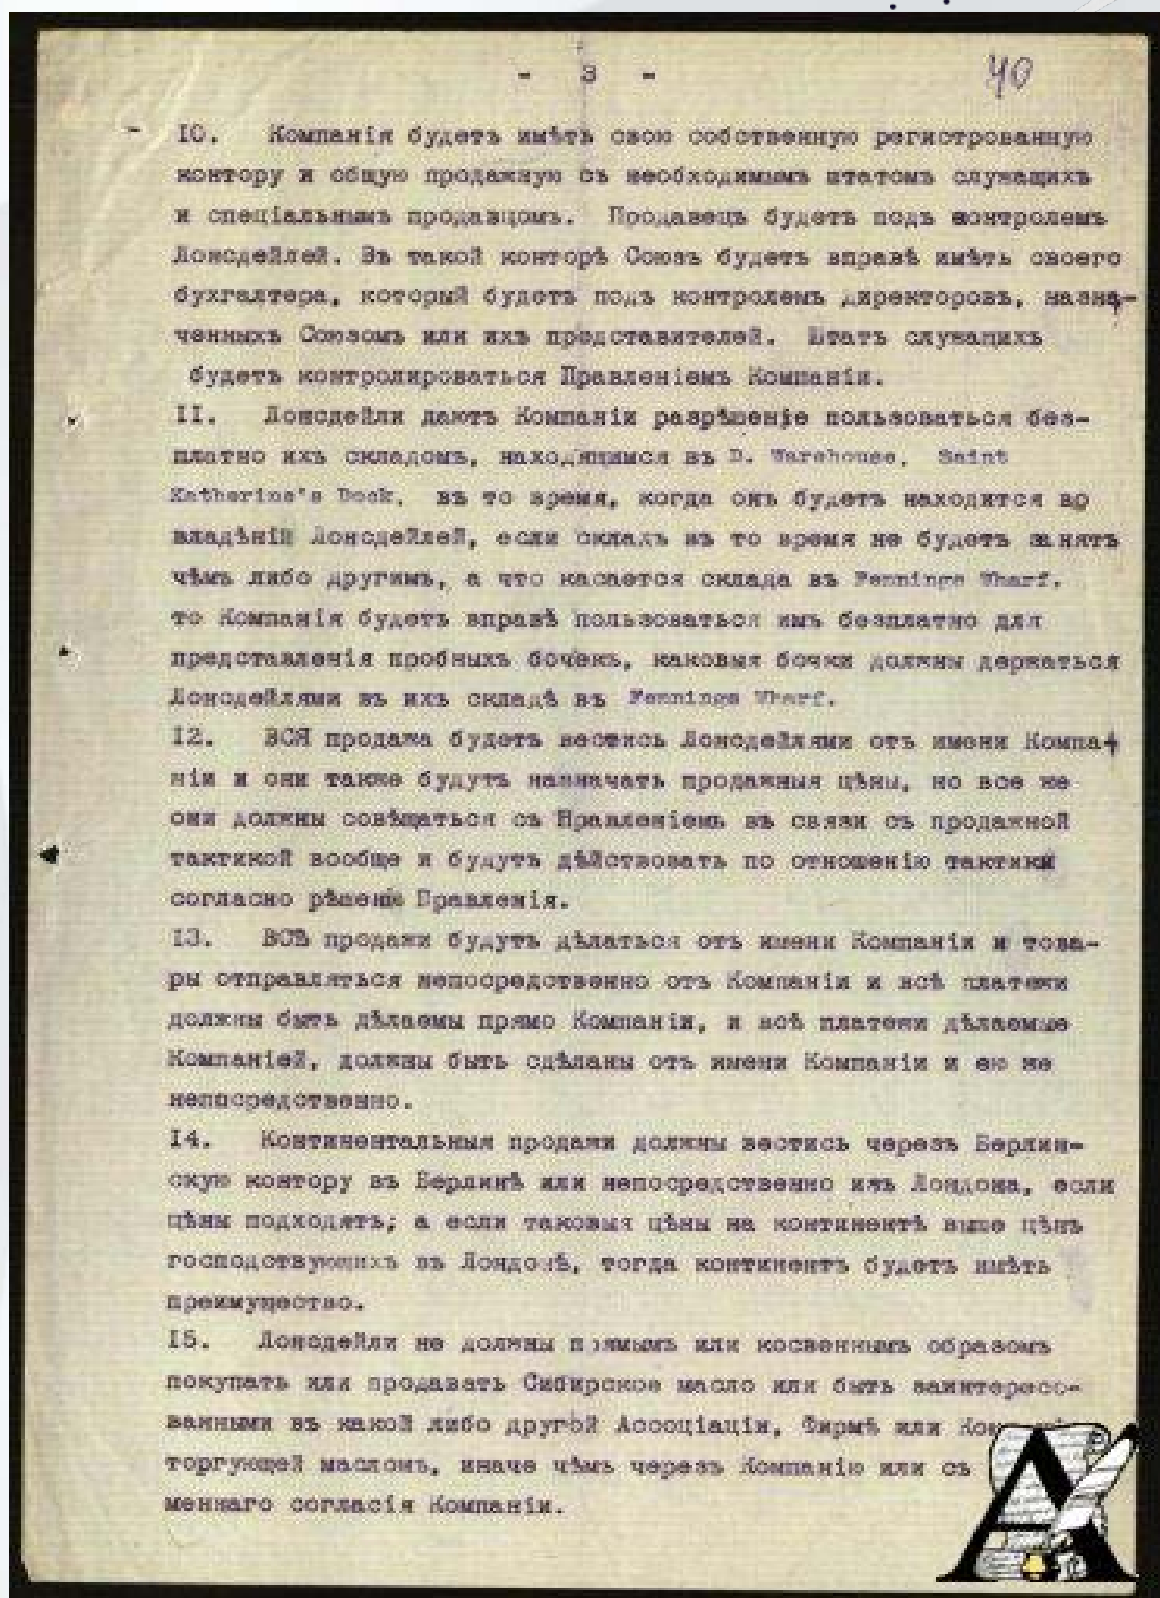 - 3 -
40
10. Компанія будетъ имѣть свою собственную регистрованную
контору и общую продажную съ необходимымъ штатомъ служащихъ
и спеціальнымъ продавцомъ. Продавецъ будетъ подъ контролемъ
Лонсдейлей. Въ такой конторѣ Союзъ будетъ вправѣ имѣть своего
бухгалтера, который будетъ подъ контролемъ директоровъ, назна-
ченныхъ Союзомъ или ихъ представителей. Штатъ служащихъ
будетъ контролироваться Правленіемъ Компаніи.
11. Лонсдейли даютъ Компаніи разрѣшеніе пользоваться без-
платно ихъ складомъ, находящимся въ D. Warehouse, Saint
Katherine's Dock, въ то время, когда онъ будетъ находится во
владѣніи Лонсдейлей, если складъ въ то время не будетъ занятъ
чѣмъ либо другимъ, а что касается склада въ Fennings Wharf.
то Компанія будетъ вправѣ пользоваться имъ безплатно для
представленія пробныхъ бочекъ, каковыя бочки должны держаться
Лонсдейлями въ ихъ складѣ въ Fennings Wharf.
12. ВСЯ продажа будетъ вестись Лонсдейлями отъ имени Компа-
ніи и они также будутъ назначать продажныя цѣны, но все же
они должны совѣщаться съ Правленіемъ въ связи съ продажной
тактикой вообще и будутъ дѣйствовать по отношенію тактики
согласно рѣшенію Правленія.
13. ВСѢ продажи будутъ дѣлаться отъ имени Компаніи и това-
ры отправляться непосредственно отъ Компаніи и всѣ платежи
должны быть дѣлаемы прямо Компаніи, и всѣ платежи дѣлаемые
Компаніей, должны быть сдѣланы отъ имени Компаніи и ею же
непосредственно.
14. Континентальныя продажи должны вестись черезъ Берлин-
скую контору въ Берлинѣ или непосредственно изъ Лондона, если
цѣны подходятъ; а если таковыя цѣны на континентѣ выше цѣнъ
господствующихъ въ Лондонѣ, тогда континентъ будетъ имѣть
преимущество.
15. Лонсдейли не должны прямымъ или косвеннымъ образомъ
покупать или продавать Сибирское масло или быть заинтересо-
ванными въ какой либо другой Ассоціаціи, Фирмѣ или
торгующей масломъ, иначе чѣмъ черезъ Компанію или съ
меннаго согласія Компаніи.